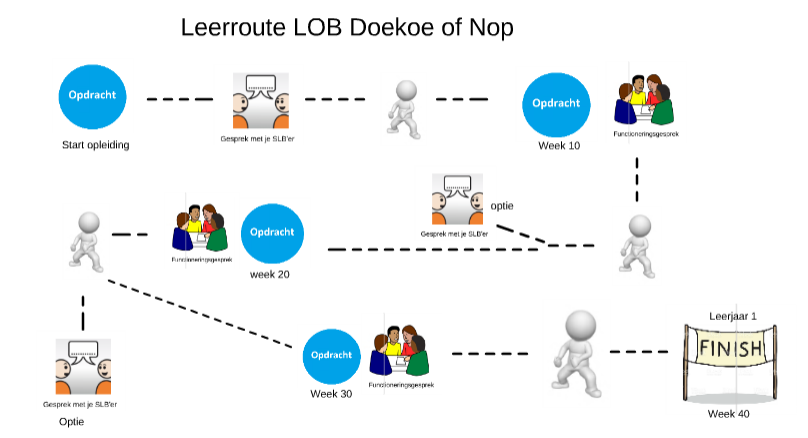 Leerroute LOB Doekoe of Nop
Opdracht
Start opleiding
Gesprek met je SLB'er
Opdracht
Week 10
Functioneringsgesprek
Gesprek met je SLB'er
optie
Functioneringsgesprek
Opdracht
week 20
Gesprek met je SLB'er
Optie
Opdracht
Week 30
Functioneringsgesprek
Leerjaar 1
FINISH
Week 40